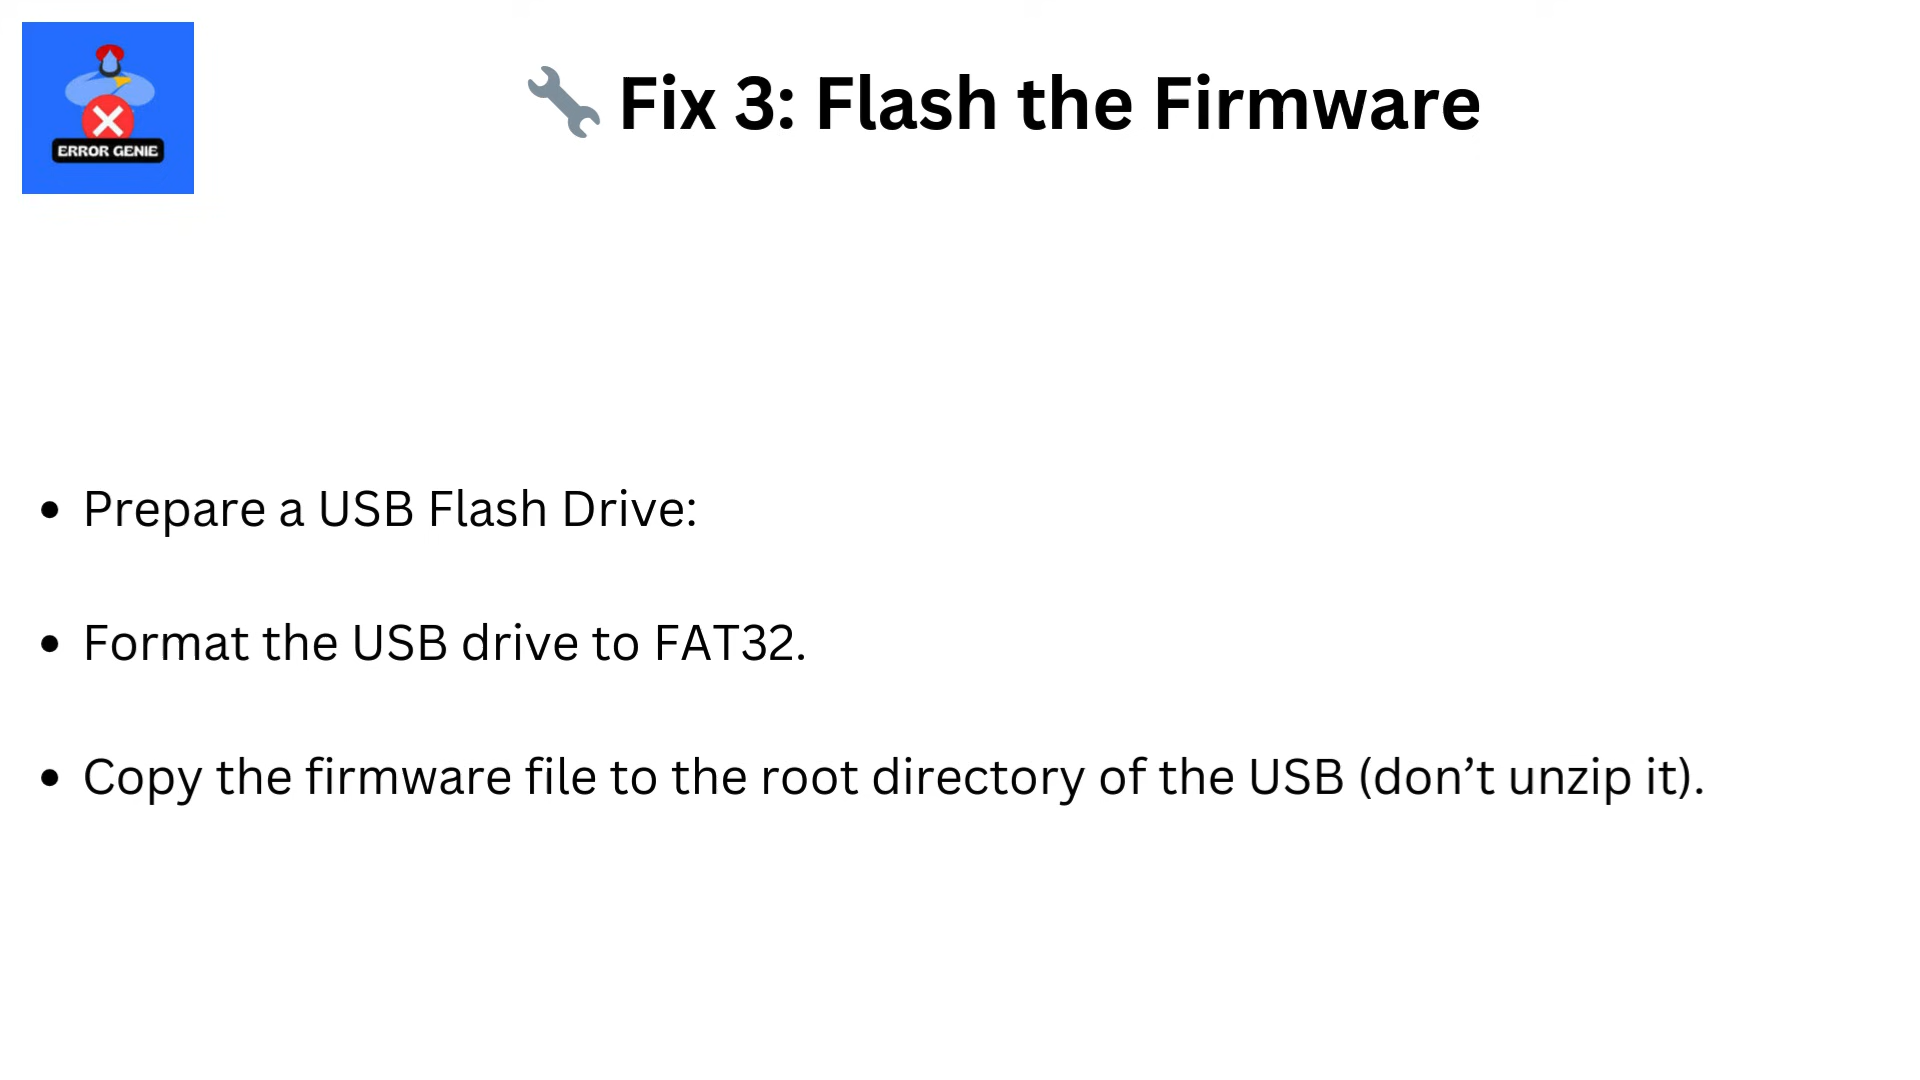 ERROR GENIE
🔧 Fix 3: Flash the Firmware
• Prepare a USB Flash Drive:
• Format the USB drive to FAT32.
• Copy the firmware file to the root directory of the USB (don’t unzip it).